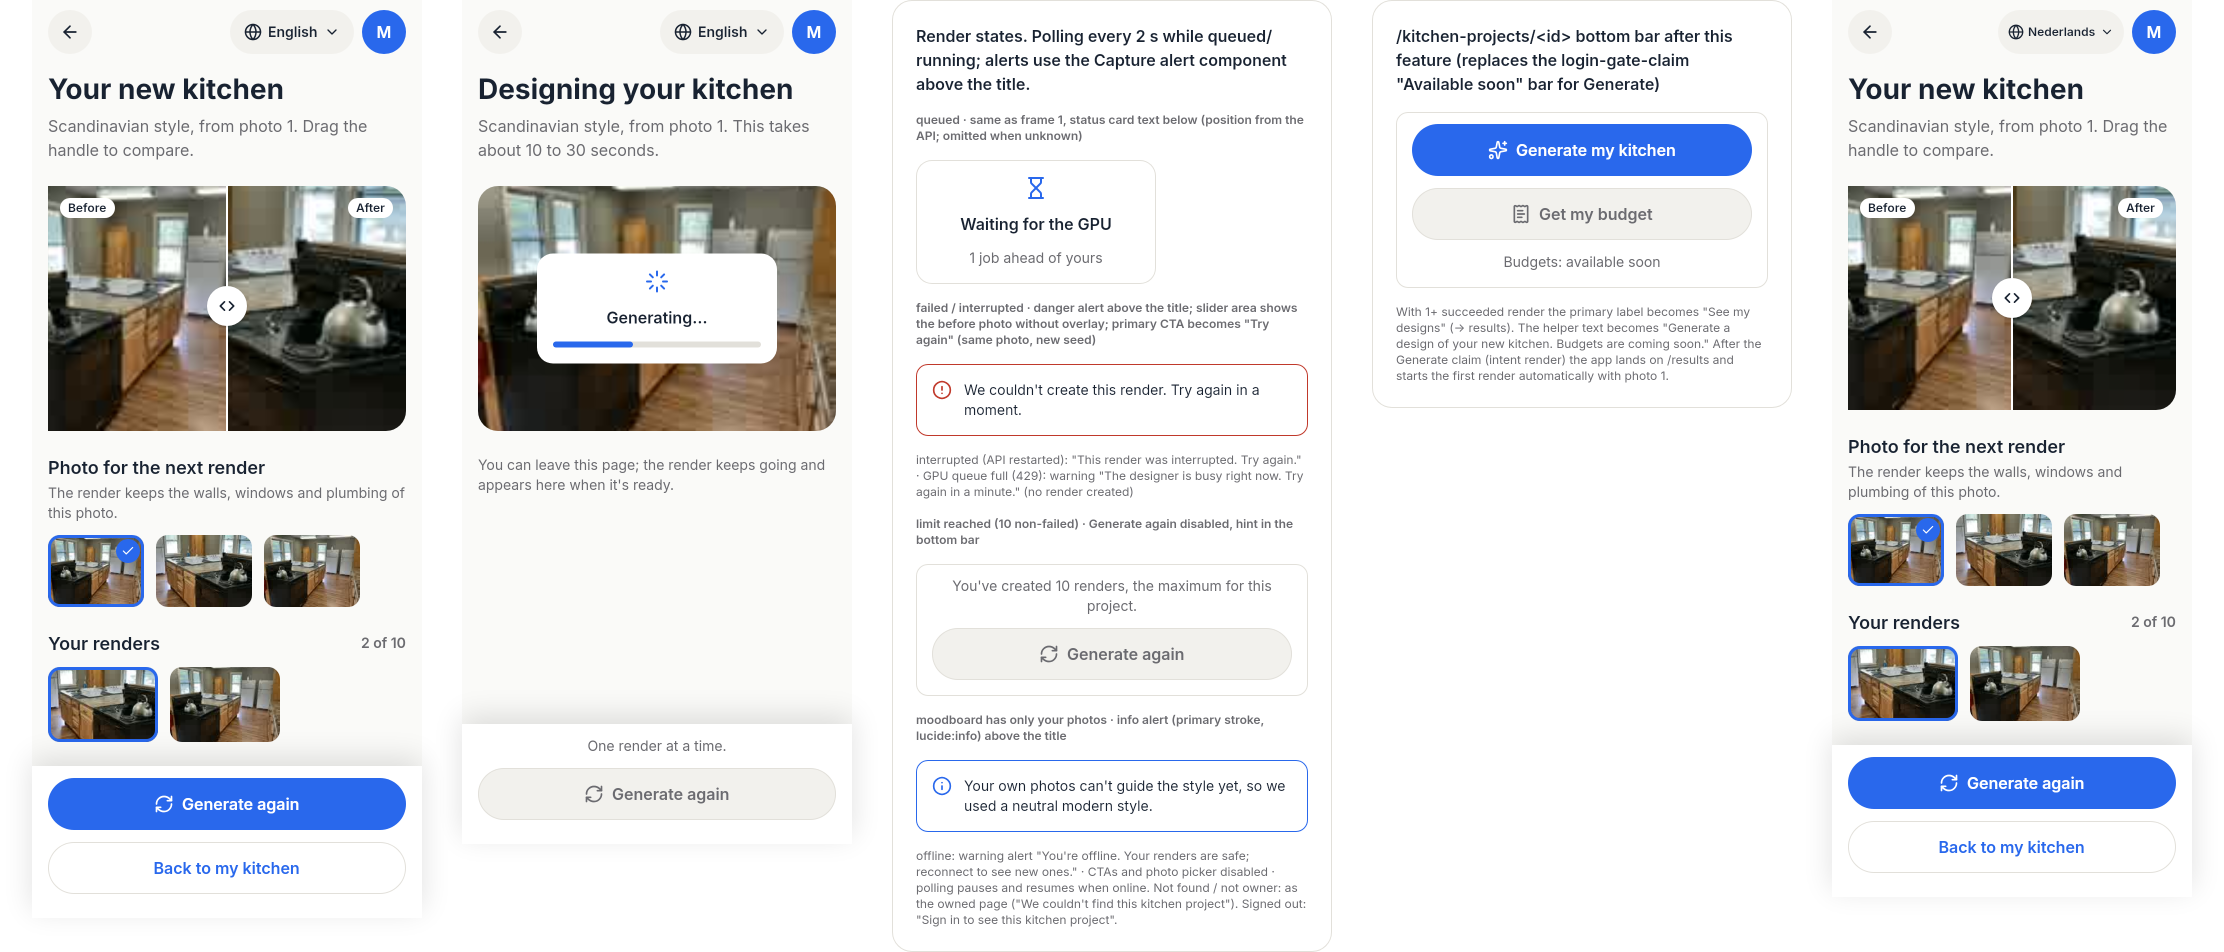 English
M
Your new kitchen
Scandinavian style, from photo 1. Drag the
handle to compare.
Before
After
Photo for the next render
The render keeps the walls, windows and plumbing of
this photo.
Your renders
2 of 10
Generate again
Back to my kitchen
English
M
Designing your kitchen
Scandinavian style, from photo 1. This takes
about 10 to 30 seconds.
Generating...
You can leave this page; the render keeps going and
appears here when it's ready.
One render at a time.
Generate again
Render states. Polling every 2 s while queued/
running; alerts use the Capture alert component
above the title.
queued · same as frame 1, status card text below (position from the
API; omitted when unknown)
Waiting for the GPU
1 job ahead of yours
failed / interrupted · danger alert above the title; slider area shows
the before photo without overlay; primary CTA becomes "Try
again" (same photo, new seed)
We couldn't create this render. Try again in a
moment.
interrupted (API restarted): "This render was interrupted. Try again."
· GPU queue full (429): warning "The designer is busy right now. Try
again in a minute." (no render created)
limit reached (10 non-failed) · Generate again disabled, hint in the
bottom bar
You've created 10 renders, the maximum for this
project.
Generate again
moodboard has only your photos · info alert (primary stroke,
lucide:info) above the title
Your own photos can't guide the style yet, so we
used a neutral modern style.
offline: warning alert "You're offline. Your renders are safe;
reconnect to see new ones." · CTAs and photo picker disabled ·
polling pauses and resumes when online. Not found / not owner: as
the owned page ("We couldn't find this kitchen project"). Signed out:
"Sign in to see this kitchen project".
/kitchen-projects/<id> bottom bar after this
feature (replaces the login-gate-claim
"Available soon" bar for Generate)
Generate my kitchen
Get my budget
Budgets: available soon
With 1+ succeeded render the primary label becomes "See my
designs" (→ results). The helper text becomes "Generate a
design of your new kitchen. Budgets are coming soon." After the
Generate claim (intent render) the app lands on /results and
starts the first render automatically with photo 1.
Nederlands
M
Your new kitchen
Scandinavian style, from photo 1. Drag the
handle to compare.
Before
After
Photo for the next render
The render keeps the walls, windows and
plumbing of this photo.
Your renders
2 of 10
Generate again
Back to my kitchen